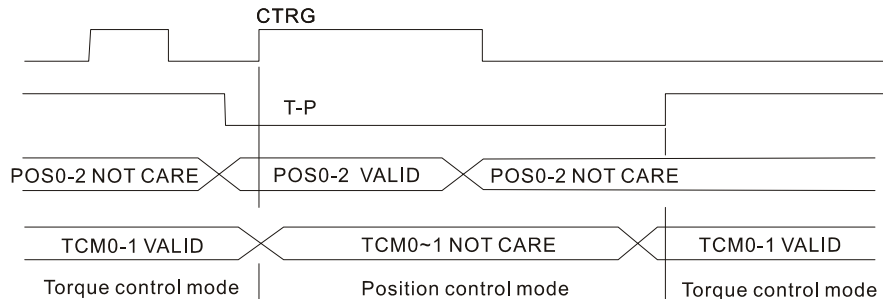 CTRG
T-P
POS0-2 NOT CARE POS0-2 VALID POS0-2 NOT CARE
TCM0-1 VALID TCM0~1 NOT CARE TCM0-1 VALID
Torque control mode Position control mode Torque control mode